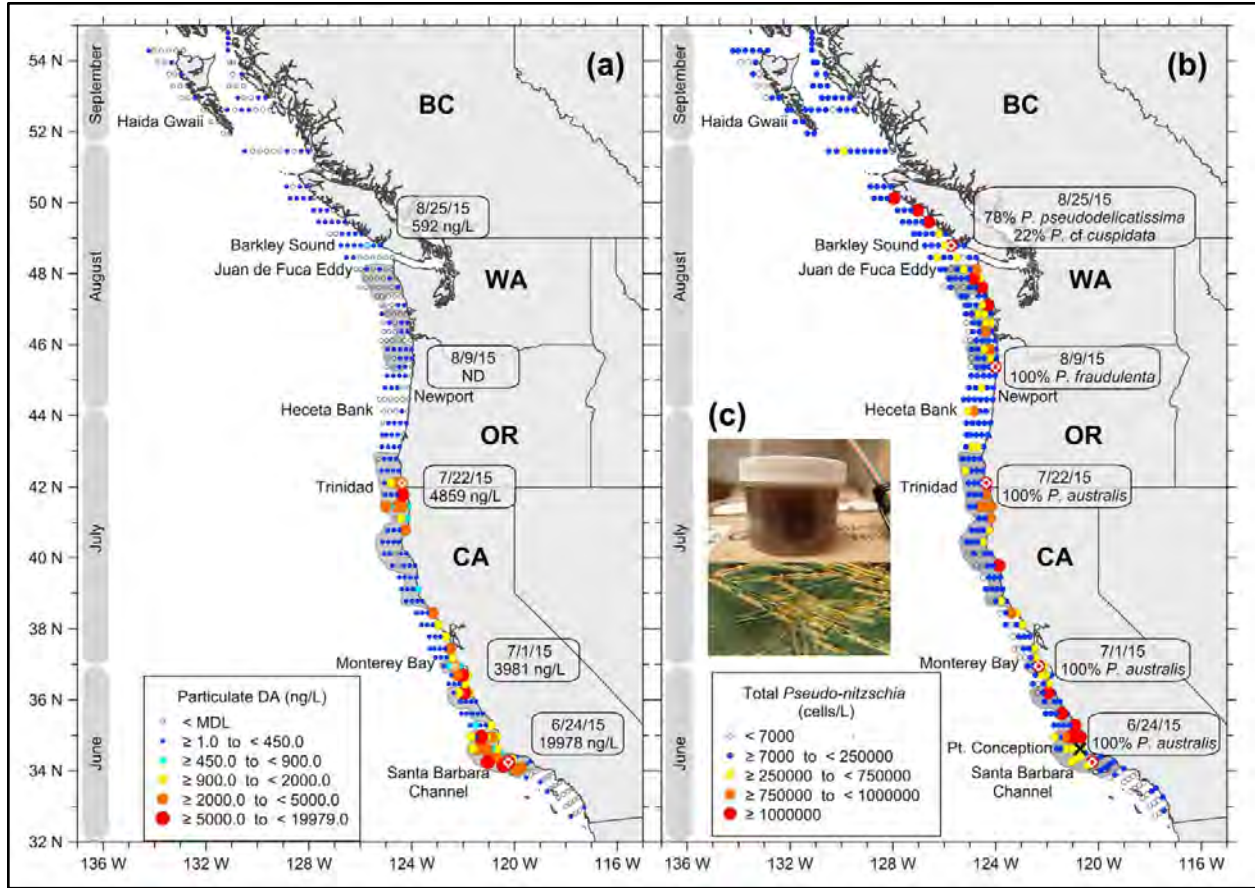 (a)
BC
54 N
52 N
50 N
48 N
46 N
44 N
42 N
40 N
38 N
36 N
34 N
32 N
September
August
July
June
Haida Gwaii
8/25/15
592 ng/L
Barkley Sound
Juan de Fuca Eddy
WA
8/9/15
ND
Newport
Heceta Bank
OR
7/22/15
4859 ng/L
Trinidad
CA
7/1/15
3981 ng/L
Monterey Bay
6/24/15
19978 ng/L
Santa Barbara
Channel
Particulate DA (ng/L)
< MDL
≥ 1.0 to < 450.0
≥ 450.0 to < 900.0
≥ 900.0 to < 2000.0
≥ 2000.0 to < 5000.0
≥ 5000.0 to < 19979.0
136 W 132 W 128 W 124 W 120 W 116 W
(b)
BC
September
August
July
June
Haida Gwaii
8/25/15
78% P. pseudodelicatissima
22% P. cf cuspidata
Barkley Sound
Juan de Fuca Eddy
WA
8/9/15
100% P. fraudulenta
Newport
Heceta Bank
OR
(c)
7/22/15
100% P. australis
Trinidad
CA
7/1/15
100% P. australis
Monterey Bay
6/24/15
100% P. australis
Pt. Conception
Santa Barbara
Channel
Total Pseudo-nitzschia
(cells/L)
< 7000
≥ 7000 to < 250000
≥ 250000 to < 750000
≥ 750000 to < 1000000
≥ 1000000
136 W 132 W 128 W 124 W 120 W 116 W